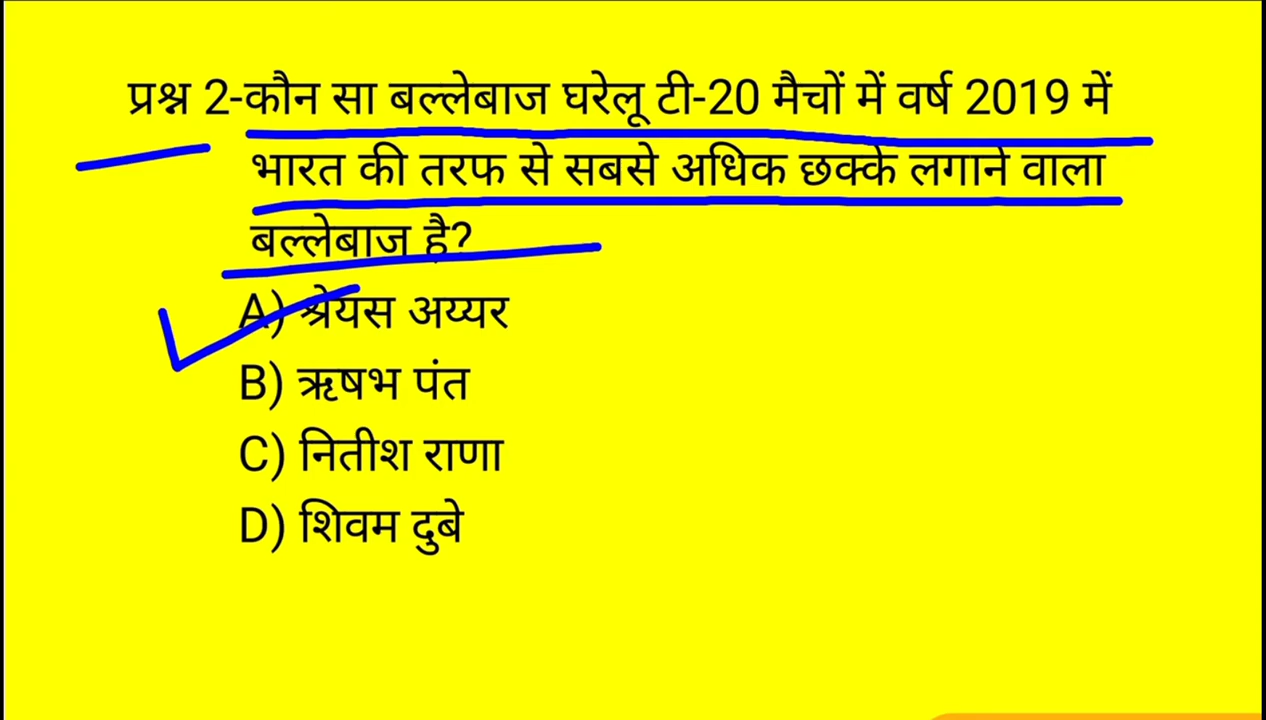 प्रश्न 2-कौन सा बल्लेबाज घरेलू टी-20 मैचों में वर्ष 2019 में
भारत की तरफ से सबसे अधिक छक्के लगाने वाला
बल्लेबाज है?
A) श्रेयस अय्यर
B) ऋषभ पंत
C) नितीश राणा
D) शिवम दुबे